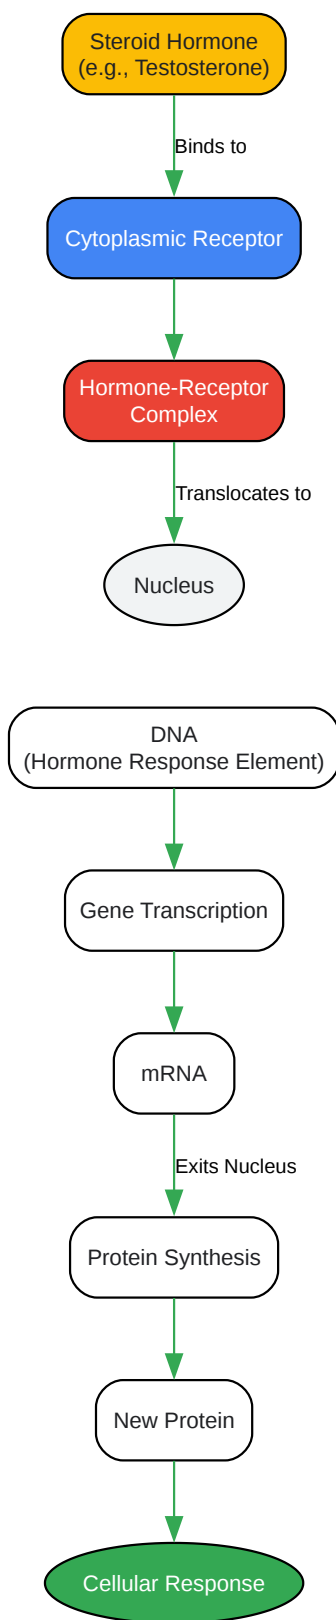 Steroid Hormone
(e.g., Testosterone)
Binds to
Cytoplasmic Receptor
Hormone-Receptor
Complex
Translocates to
Nucleus
DNA
(Hormone Response Element)
Gene Transcription
mRNA
Exits Nucleus
Protein Synthesis
New Protein
Cellular Response